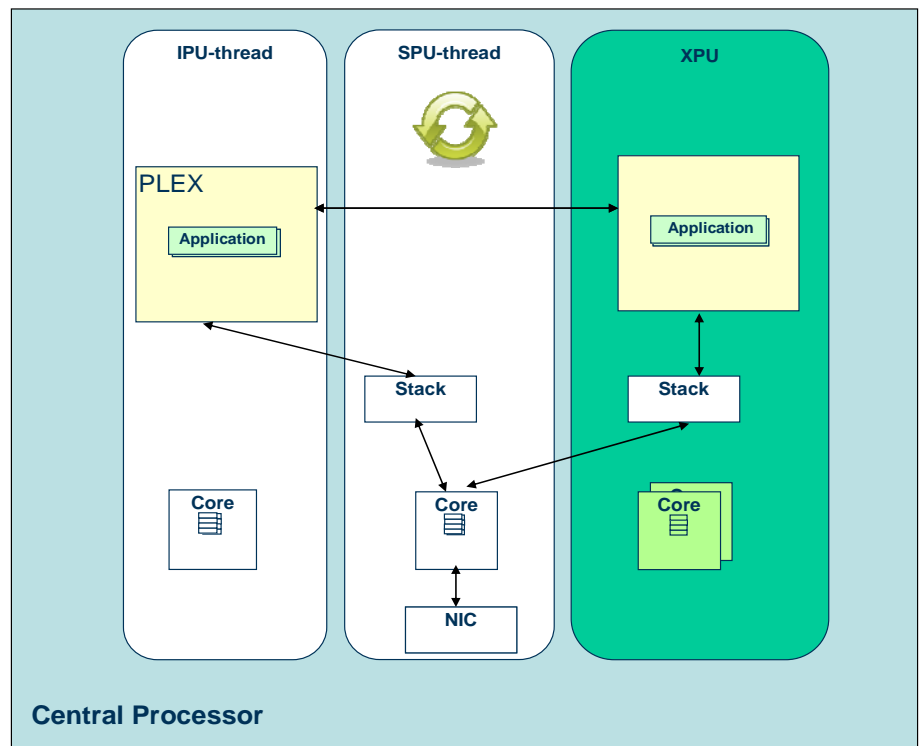 IPU-thread
SPU-thread
XPU
PLEX
Application
Application
Stack
Stack
Core
Core
Core
NIC
Central Processor